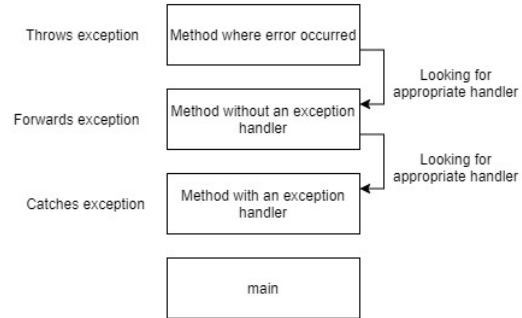 Throws exception
Method where error occurred
Looking for
appropriate handler
Forwards exception
Method without an exception
handler
Looking for
appropriate handler
Catches exception
Method with an exception
handler
main